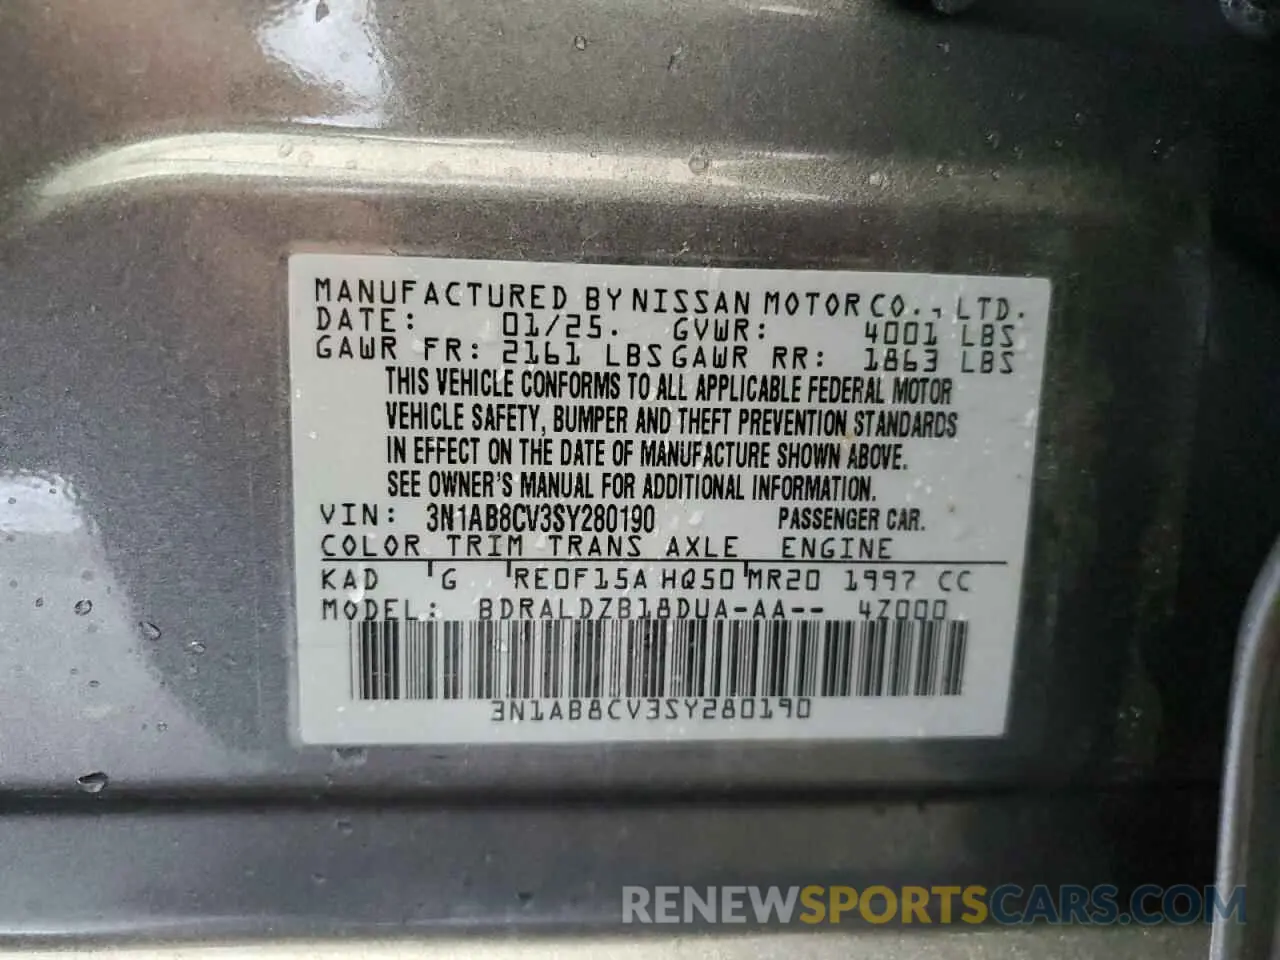 MANUFACTURED BY NISSAN MOTOR CO., LTD.
DATE: 01/25. GVWR: 4001 LBS
GAWR FR: 2161 LBS GAWR RR: 1863 LBS
THIS VEHICLE CONFORMS TO ALL APPLICABLE FEDERAL MOTOR
VEHICLE SAFETY, BUMPER AND THEFT PREVENTION STANDARDS
IN EFFECT ON THE DATE OF MANUFACTURE SHOWN ABOVE.
SEE OWNER'S MANUAL FOR ADDITIONAL INFORMATION.
VIN: 3N1AB8CV3SY280190 PASSENGER CAR.
COLOR TRIM TRANS AXLE ENGINE
KAD G RE0F15A HQ50 MR20 1997 CC
MODEL: BDRALDZB18DUA-AA-- 4Z000
3N1AB8CV3SY280190
RENEWSPORTSCARS.COM